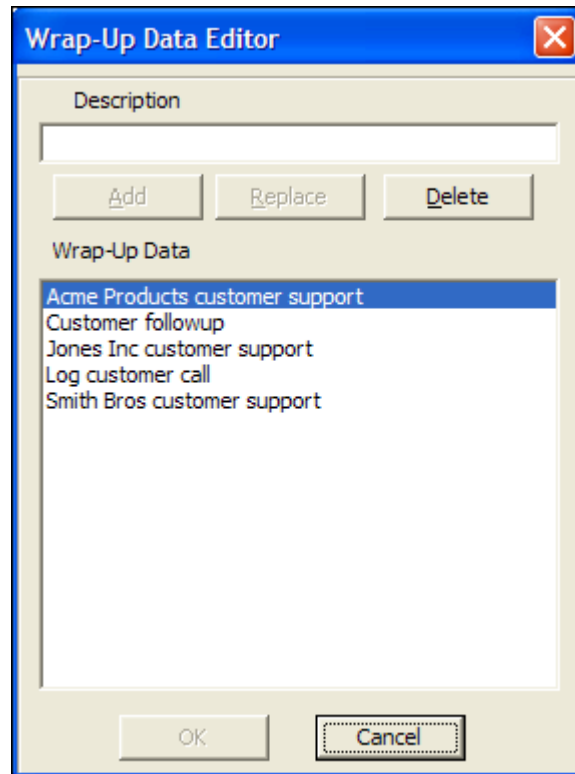 Wrap-Up Data Editor
Description
Add
Replace
Delete
Wrap-Up Data
Acme Products customer support
Customer followup
Jones Inc customer support
Log customer call
Smith Bros customer support
OK
Cancel